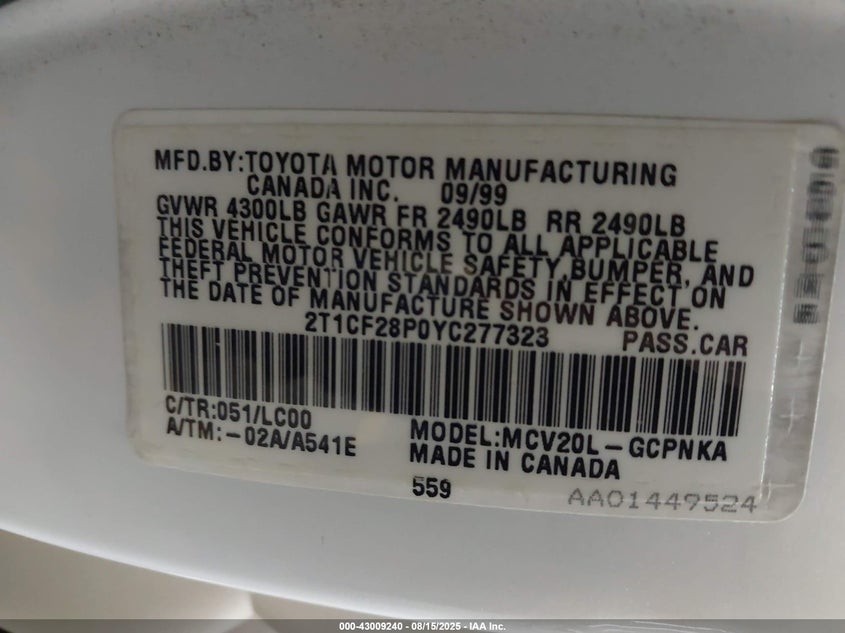 MFD.BY:TOYOTA MOTOR MANUFACTURING
CANADA INC. 09/99
GVWR 4300LB GAWR FR 2490LB RR 2490LB
THIS VEHICLE CONFORMS TO ALL APPLICABLE
FEDERAL MOTOR VEHICLE SAFETY,BUMPER, AND
THEFT PREVENTION STANDARDS IN EFFECT ON
THE DATE OF MANUFACTURE SHOWN ABOVE.
2T1CF28P0YC277323 PASS.CAR
C/TR:051/LC00
A/TM:-02A/A541E
MODEL:MCV20L-GCPNKA
MADE IN CANADA
559
AA01449524
000-43009240 - 08/15/2025 - IAA Inc.